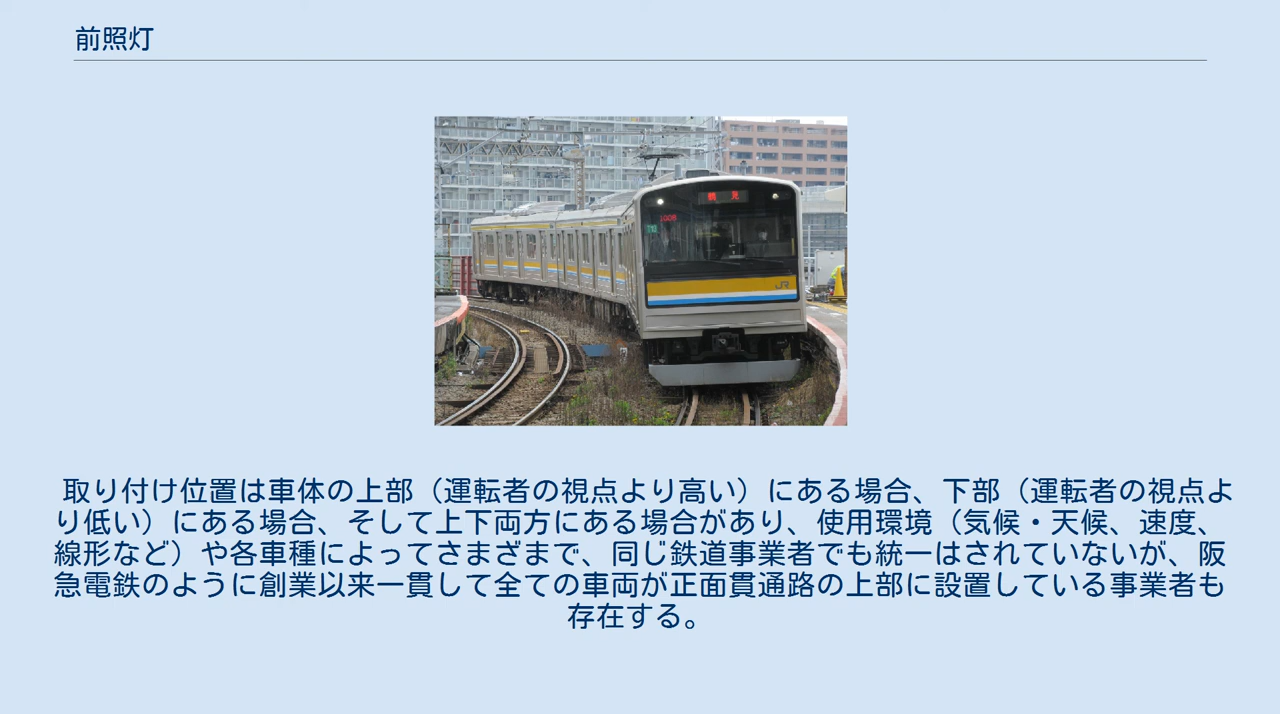 前照灯
鶴見
JR
取り付け位置は車体の上部（運転者の視点より高い）にある場合、下部（運転者の視点よ
り低い）にある場合、そして上下両方にある場合があり、使用環境（気候・天候、速度、
線形など）や各車種によってさまざまで、同じ鉄道事業者でも統一はされていないが、阪
急電鉄のように創業以来一貫して全ての車両が正面貫通路の上部に設置している事業者も
存在する。